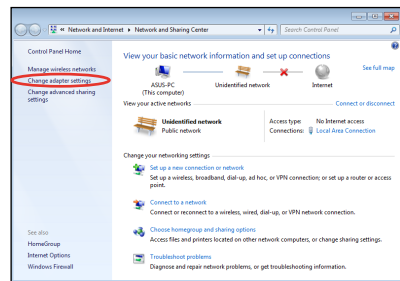 Network and Internet Network and Sharing Center Search Control Panel
Control Panel Home
Manage wireless networks
Change adapter settings
Change advanced sharing
settings
View your basic network information and set up connections
See full map
ASUS-PC Unidentified network Internet
(This computer)
View your active networks Connect or disconnect
Unidentified network
Public network
Access type: No Internet access
Connections: Local Area Connection
Change your networking settings
Set up a new connection or network
Set up a wireless, broadband, dial-up, ad hoc, or VPN connection; or set up a router or access
point.
Connect to a network
Connect or reconnect to a wireless, wired, dial-up, or VPN network connection.
Choose homegroup and sharing options
Access files and printers located on other network computers, or change sharing settings.
Troubleshoot problems
Diagnose and repair network problems, or get troubleshooting information.
See also
HomeGroup
Internet Options
Windows Firewall